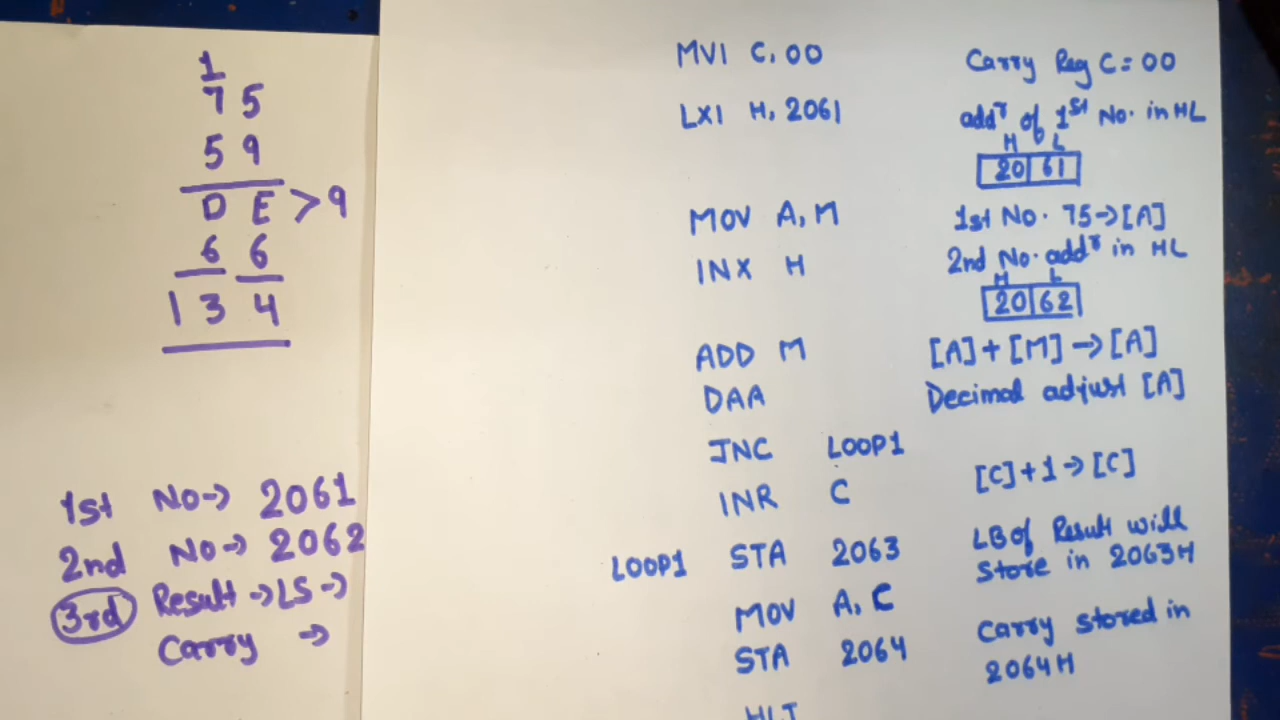 1
7 5
5 9
D E > 9
6 6
1 3 4
1st No → 2061
2nd No → 2062
3rd Result → LS →
Carry →
MVI C, 00 Carry Reg C = 00
LXI H, 2061 addr of 1st No. in HL
H L
20 61
MOV A, M 1st No. 75 → [A]
INX H 2nd No. addr in HL
H L
20 62
ADD M [A] + [M] → [A]
DAA Decimal adjust [A]
JNC LOOP1
INR C [C] + 1 → [C]
LOOP1 STA 2063 LB of Result will
store in 2063H
MOV A, C
STA 2064 Carry stored in
2064H
HLT